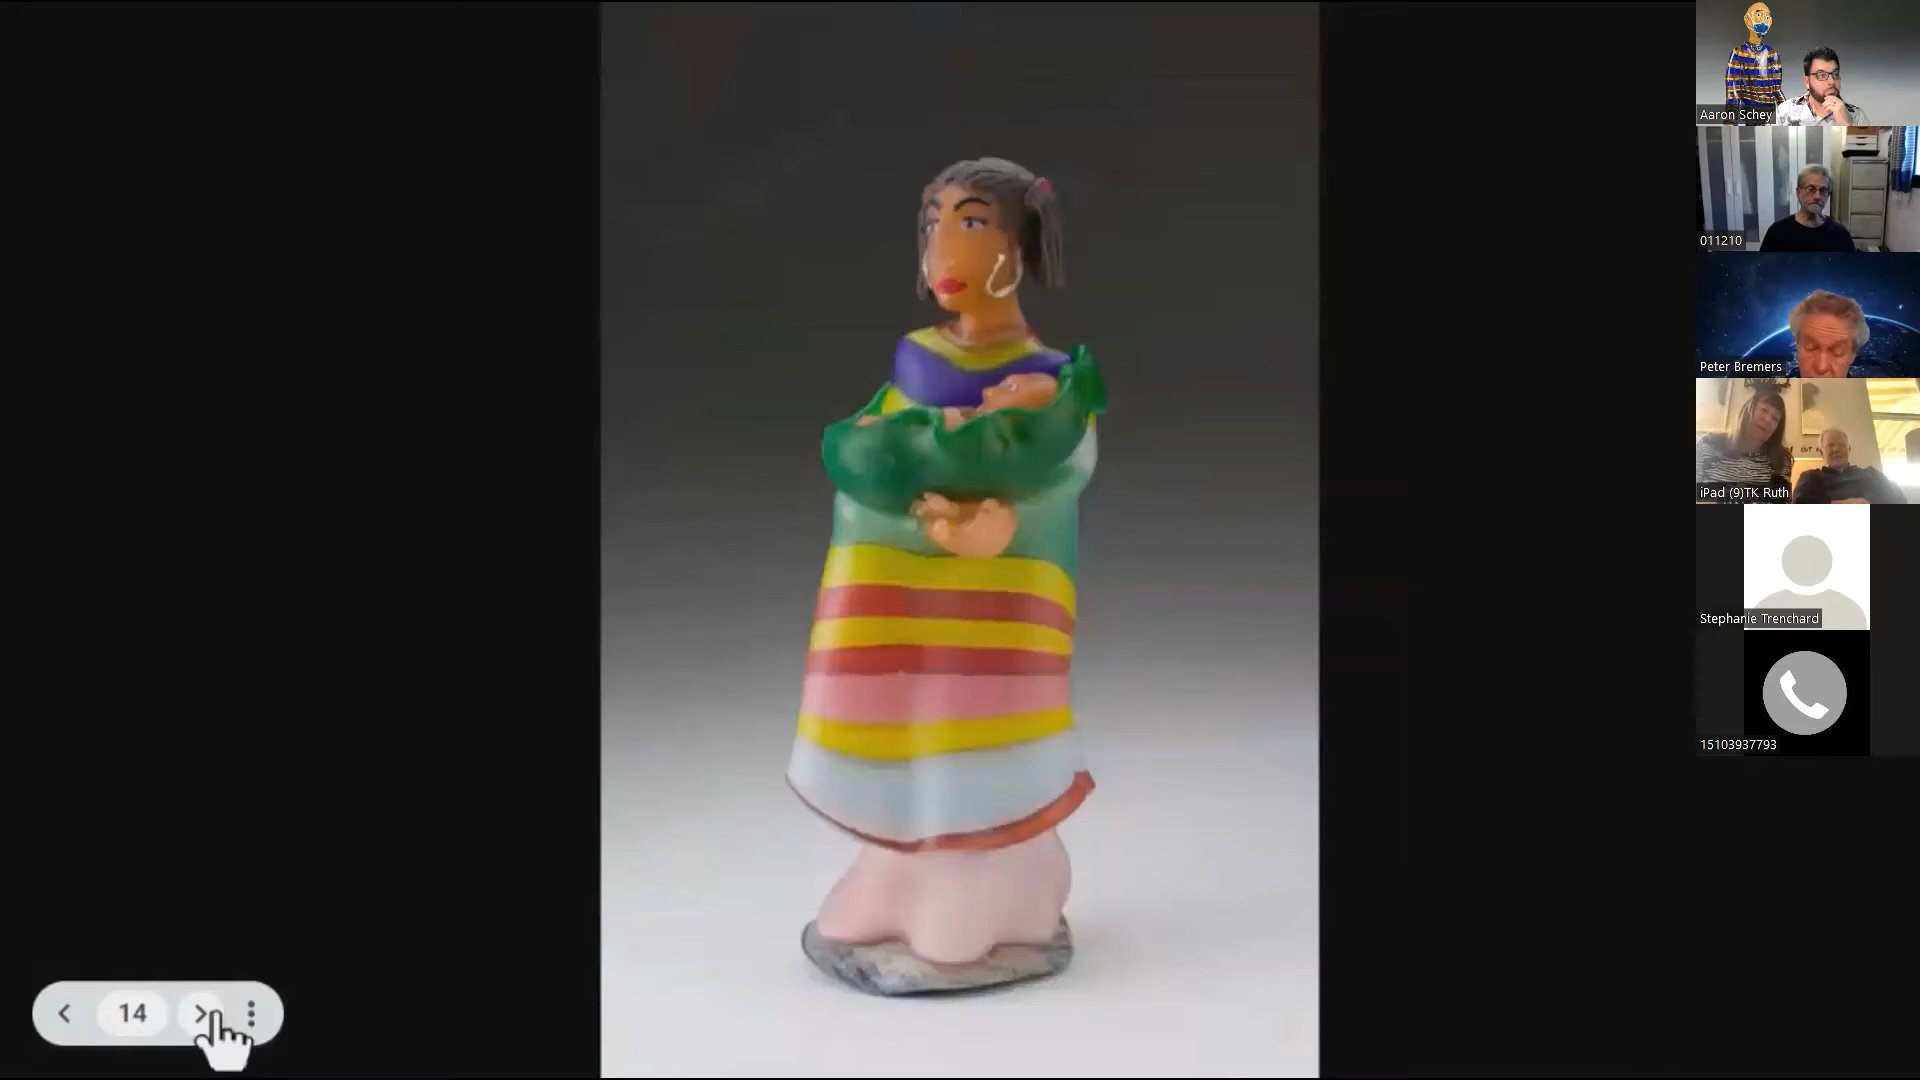 Aaron Schey
011210
Peter Bremers
iPad (9)TK Ruth
Stephanie Trenchard
15103937793
14